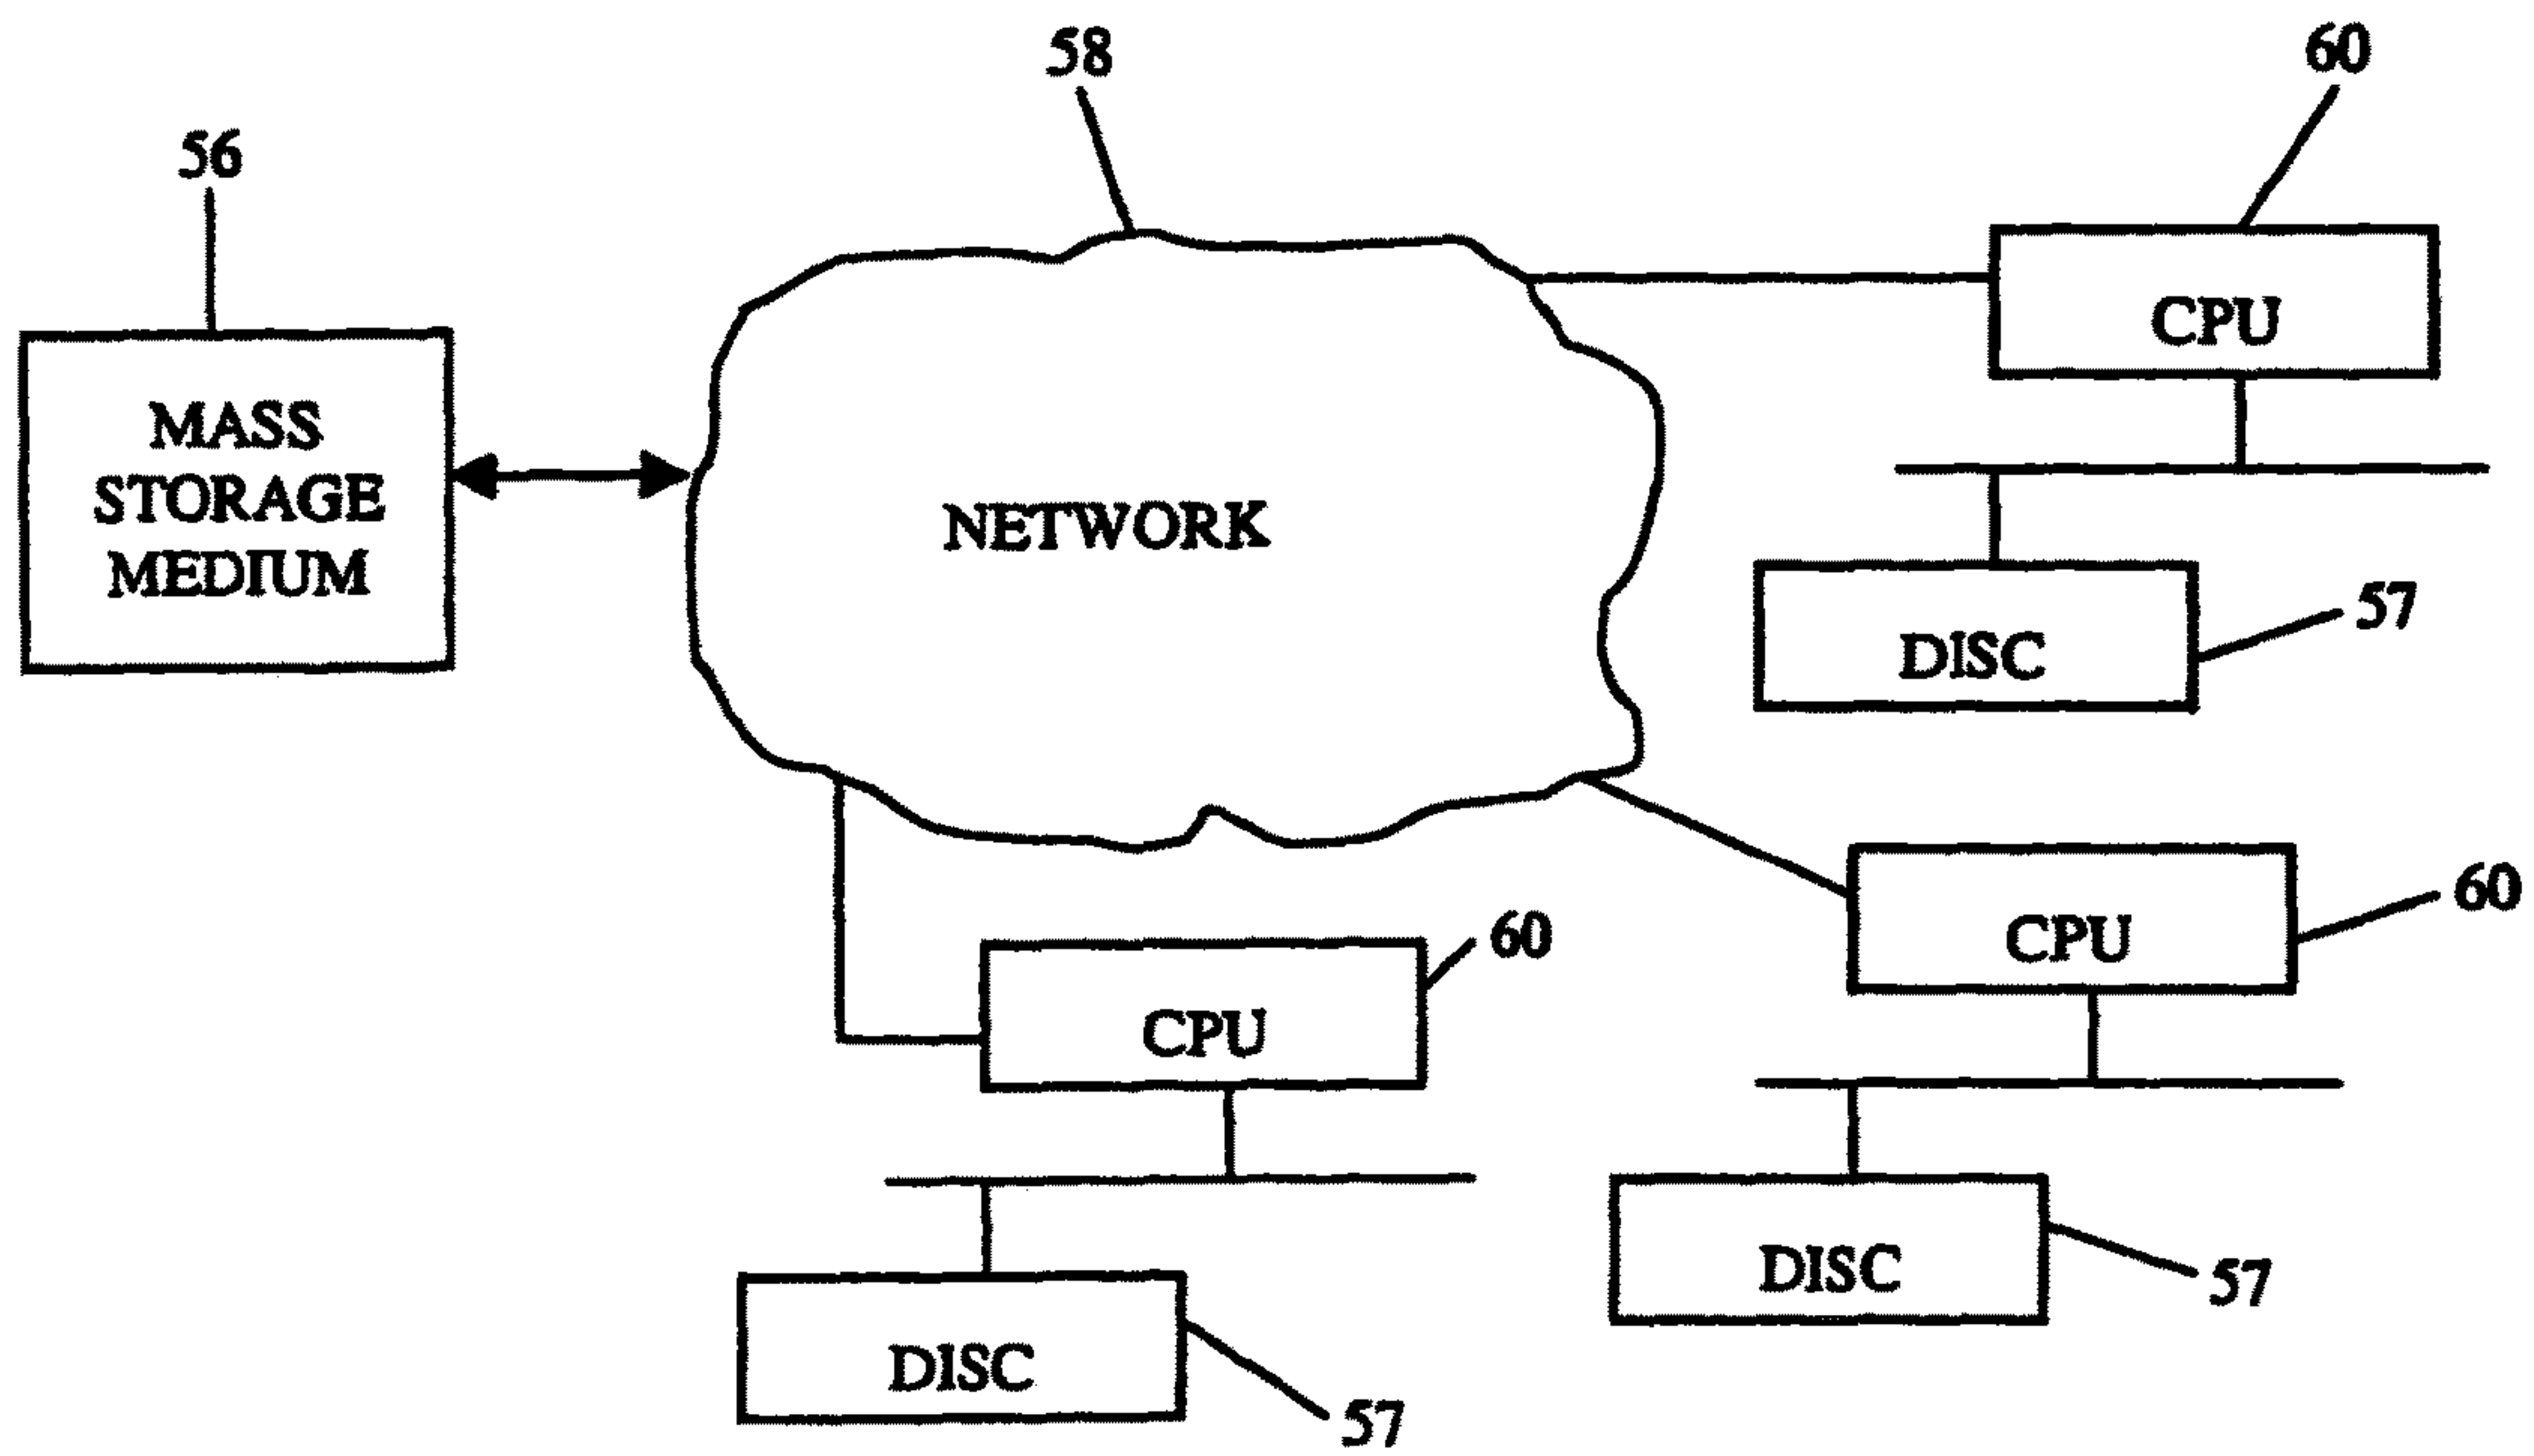 58
60
56
CPU
MASS
STORAGE
MEDIUM
NETWORK
57
DISC
60
CPU
60
CPU
DISC
57
DISC
57